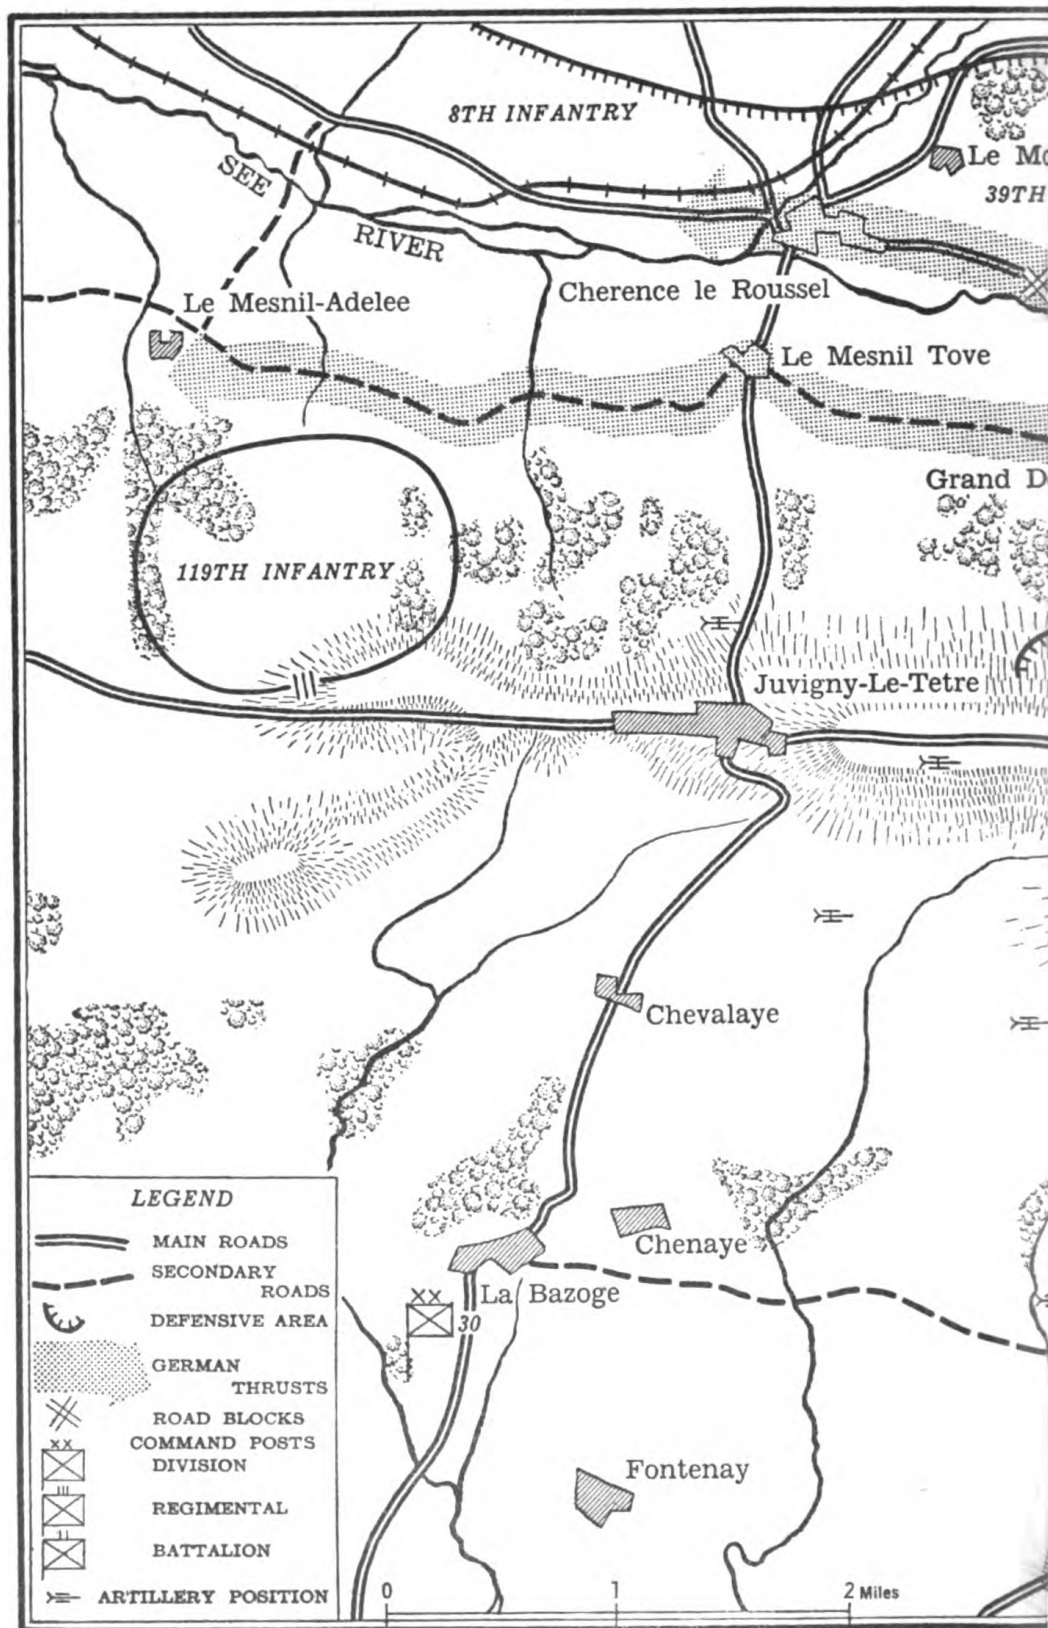 8TH INFANTRY
Le Mo
39TH
SEE
RIVER
Cherence le Roussel
Le Mesnil-Adelee
Le Mesnil Tove
Grand D
119TH INFANTRY
Juvigny-Le-Tetre
Chevalaye
Chenaye
La Bazoge
XX
30
Fontenay
LEGEND
MAIN ROADS
SECONDARY
ROADS
DEFENSIVE AREA
GERMAN
THRUSTS
ROAD BLOCKS
XX
COMMAND POSTS
DIVISION
REGIMENTAL
BATTALION
ARTILLERY POSITION
0 1 2 Miles